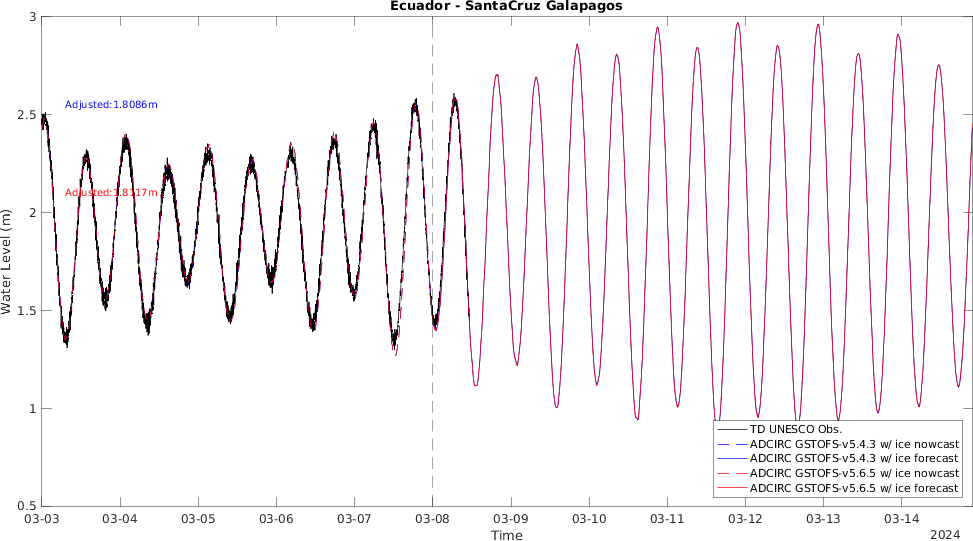 Ecuador - SantaCruz Galapagos
3
2.5
2
1.5
1
0.5
Water Level (m)
Adjusted:1.8086m
Adjusted:1.8117m
TD UNESCO Obs.
ADCIRC GSTOFS-v5.4.3 w/ ice nowcast
ADCIRC GSTOFS-v5.4.3 w/ ice forecast
ADCIRC GSTOFS-v5.6.5 w/ ice nowcast
ADCIRC GSTOFS-v5.6.5 w/ ice forecast
03-03 03-04 03-05 03-06 03-07 03-08 03-09 03-10 03-11 03-12 03-13 03-14
Time
2024